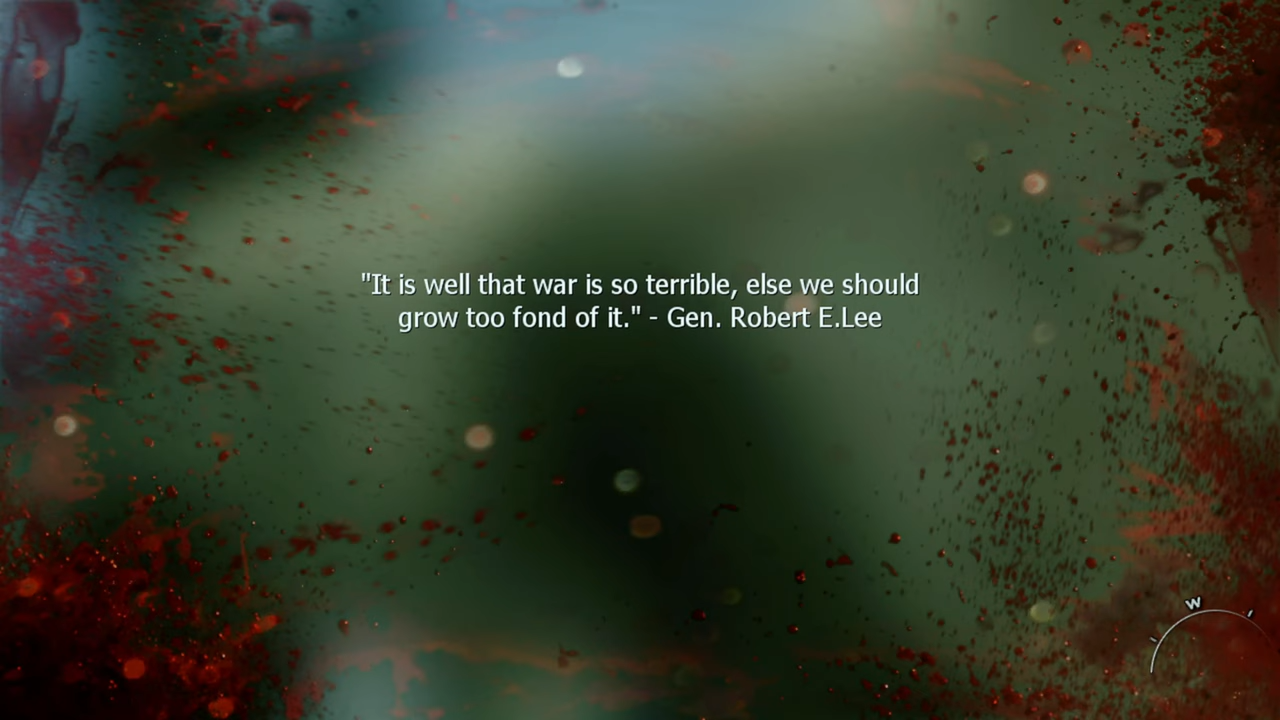 "It is well that war is so terrible, else we should
grow too fond of it." - Gen. Robert E.Lee
W